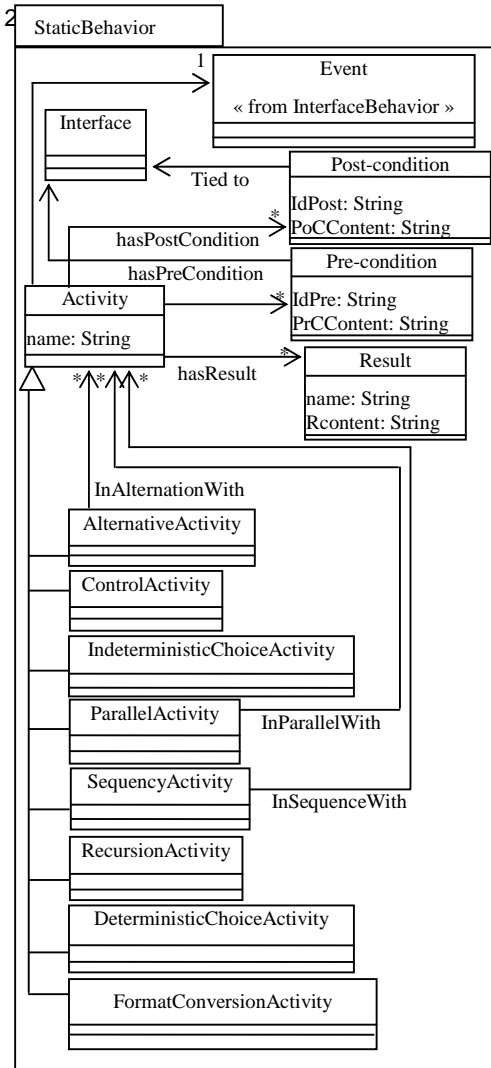 2
StaticBehavior
1
Event
« from InterfaceBehavior »
Interface
Tied to
Post-condition
IdPost: String
PoCContent: String
*
hasPostCondition
hasPreCondition
Pre-condition
IdPre: String
PrCContent: String
*
Activity
name: String
hasResult
*
Result
name: String
Rcontent: String
* * *
InAlternationWith
AlternativeActivity
ControlActivity
IndeterministicChoiceActivity
ParallelActivity
InParallelWith
SequencyActivity
InSequenceWith
RecursionActivity
DeterministicChoiceActivity
FormatConversionActivity